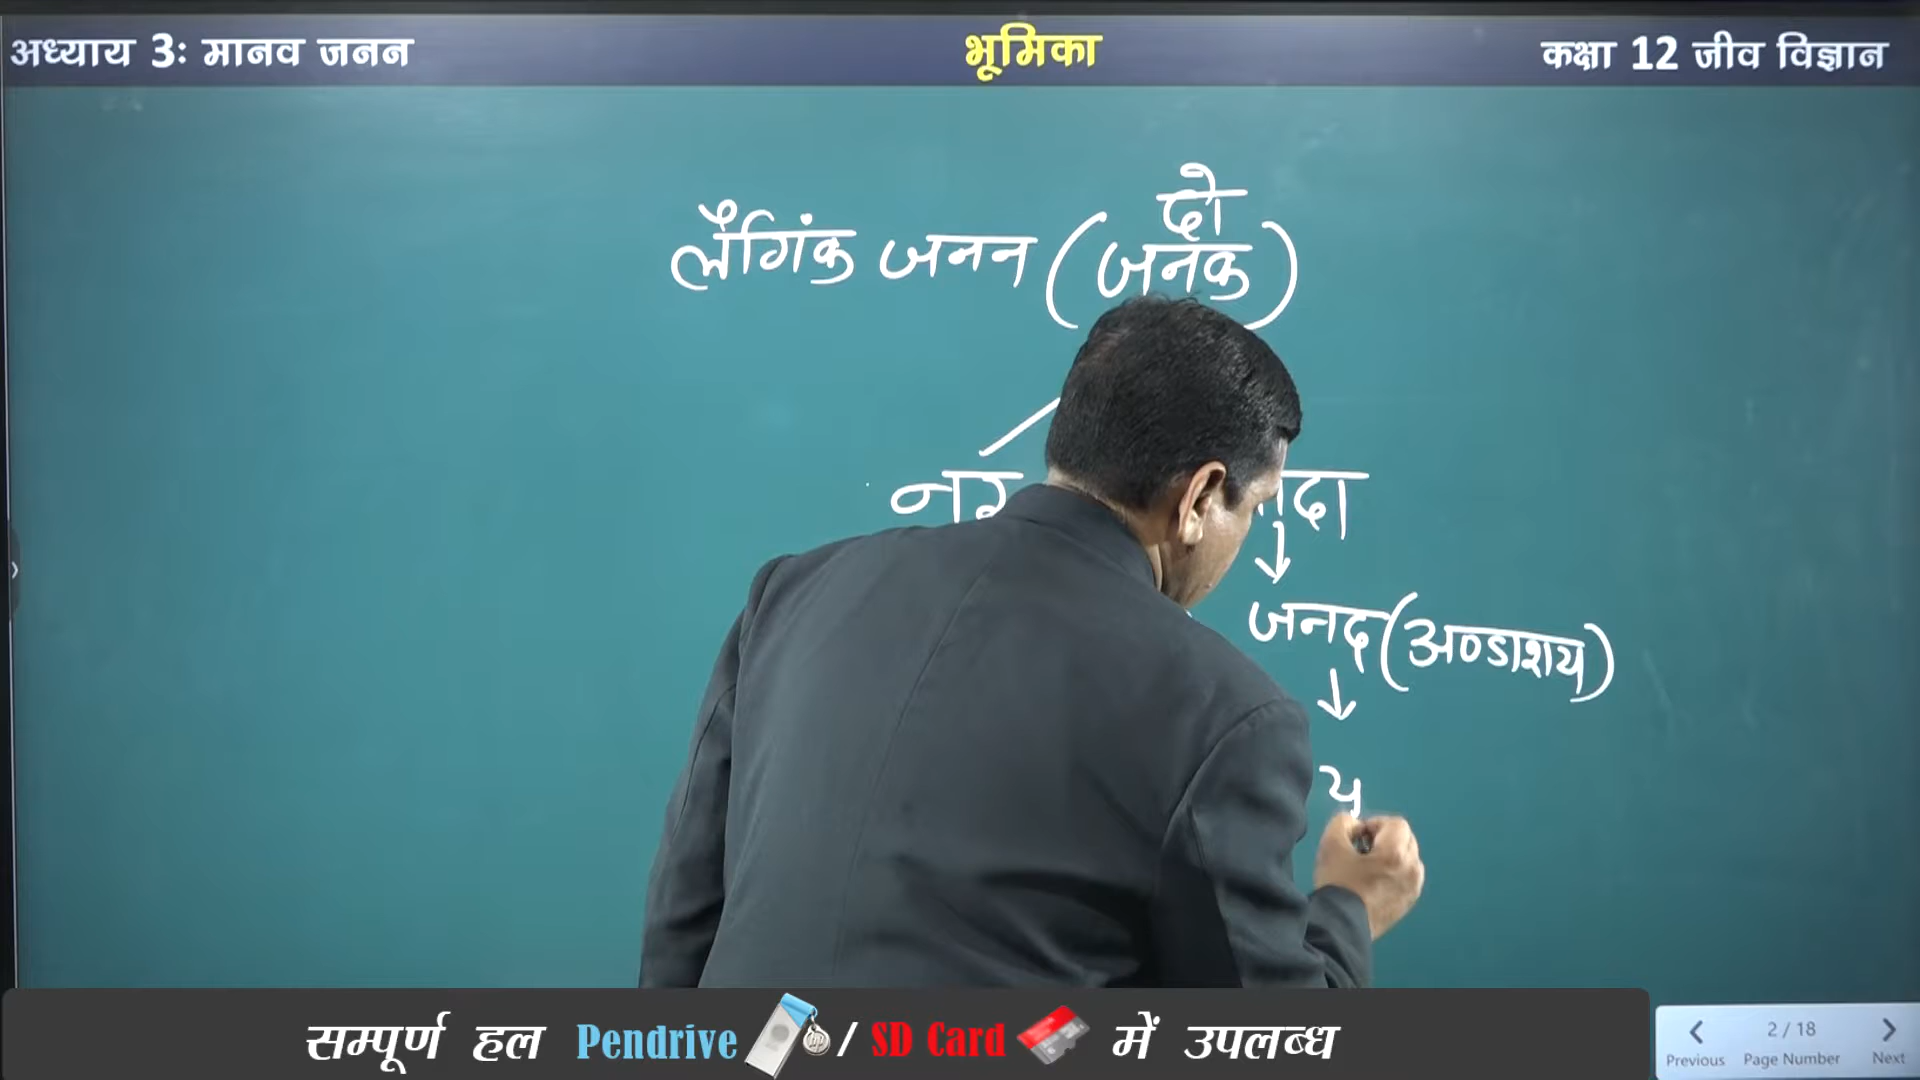 अध्याय 3: मानव जनन
भूमिका
कक्षा 12 जीव विज्ञान
दो
लैंगिक जनन (जनक)
नर
जनद (अण्डाशय)
सम्पूर्ण हल Pendrive / SD Card में उपलब्ध
2 / 18
Previous Page Number Next